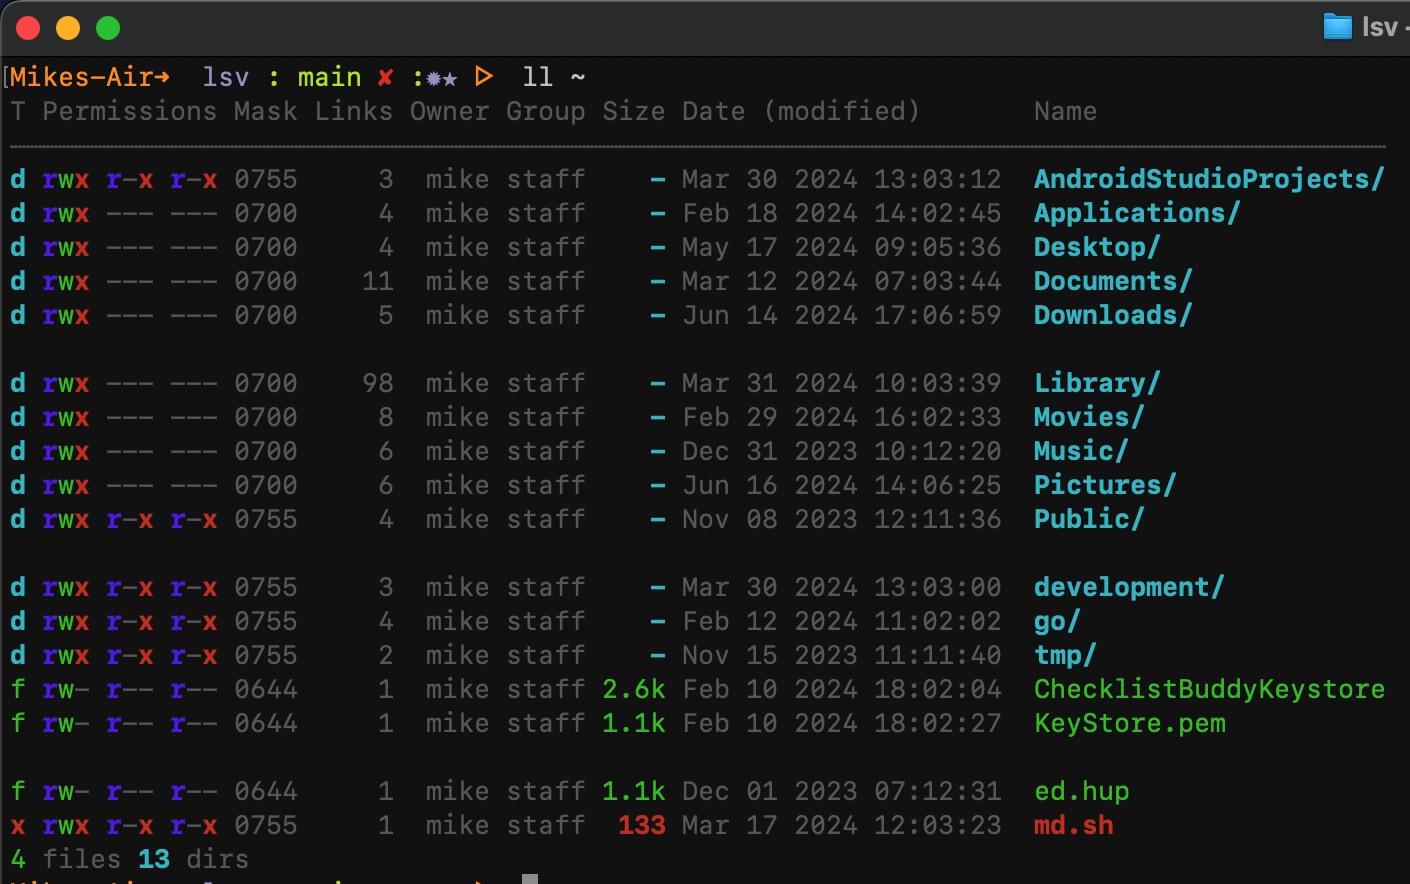 lsv -
[Mikes-Air➜ lsv : main ✘ :✹★ ▷ ll ~
T Permissions Mask Links Owner Group Size Date (modified) Name
d rwx r-x r-x 0755 3 mike staff - Mar 30 2024 13:03:12 AndroidStudioProjects/
d rwx --- --- 0700 4 mike staff - Feb 18 2024 14:02:45 Applications/
d rwx --- --- 0700 4 mike staff - May 17 2024 09:05:36 Desktop/
d rwx --- --- 0700 11 mike staff - Mar 12 2024 07:03:44 Documents/
d rwx --- --- 0700 5 mike staff - Jun 14 2024 17:06:59 Downloads/
d rwx --- --- 0700 98 mike staff - Mar 31 2024 10:03:39 Library/
d rwx --- --- 0700 8 mike staff - Feb 29 2024 16:02:33 Movies/
d rwx --- --- 0700 6 mike staff - Dec 31 2023 10:12:20 Music/
d rwx --- --- 0700 6 mike staff - Jun 16 2024 14:06:25 Pictures/
d rwx r-x r-x 0755 4 mike staff - Nov 08 2023 12:11:36 Public/
d rwx r-x r-x 0755 3 mike staff - Mar 30 2024 13:03:00 development/
d rwx r-x r-x 0755 4 mike staff - Feb 12 2024 11:02:02 go/
d rwx r-x r-x 0755 2 mike staff - Nov 15 2023 11:11:40 tmp/
f rw- r-- r-- 0644 1 mike staff 2.6k Feb 10 2024 18:02:04 ChecklistBuddyKeystore
f rw- r-- r-- 0644 1 mike staff 1.1k Feb 10 2024 18:02:27 KeyStore.pem
f rw- r-- r-- 0644 1 mike staff 1.1k Dec 01 2023 07:12:31 ed.hup
x rwx r-x r-x 0755 1 mike staff 133 Mar 17 2024 12:03:23 md.sh
4 files 13 dirs